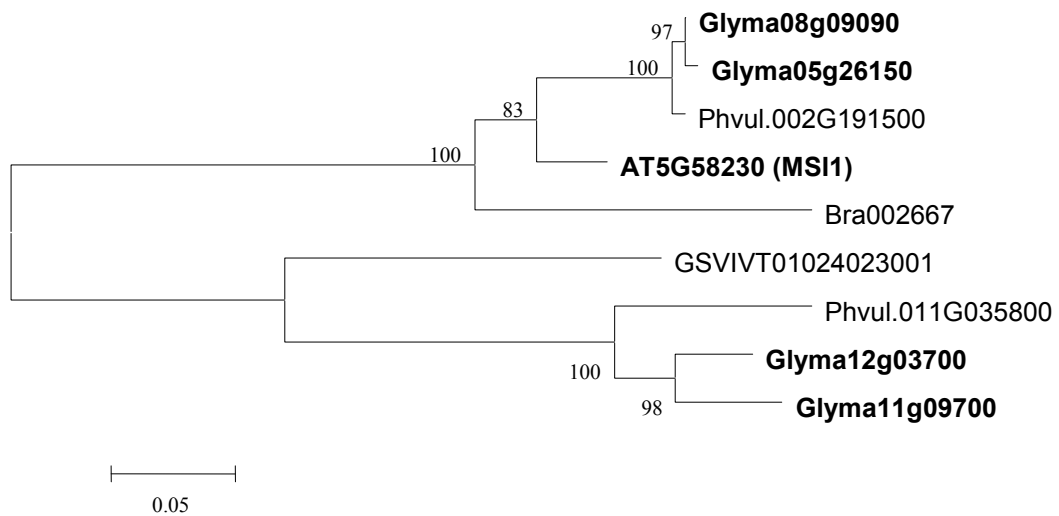 Glyma08g09090
97
Glyma05g26150
100
Phvul.002G191500
83
100
AT5G58230 (MSI1)
Bra002667
GSVIVT01024023001
Phvul.011G035800
Glyma12g03700
100
Glyma11g09700
98
0.05